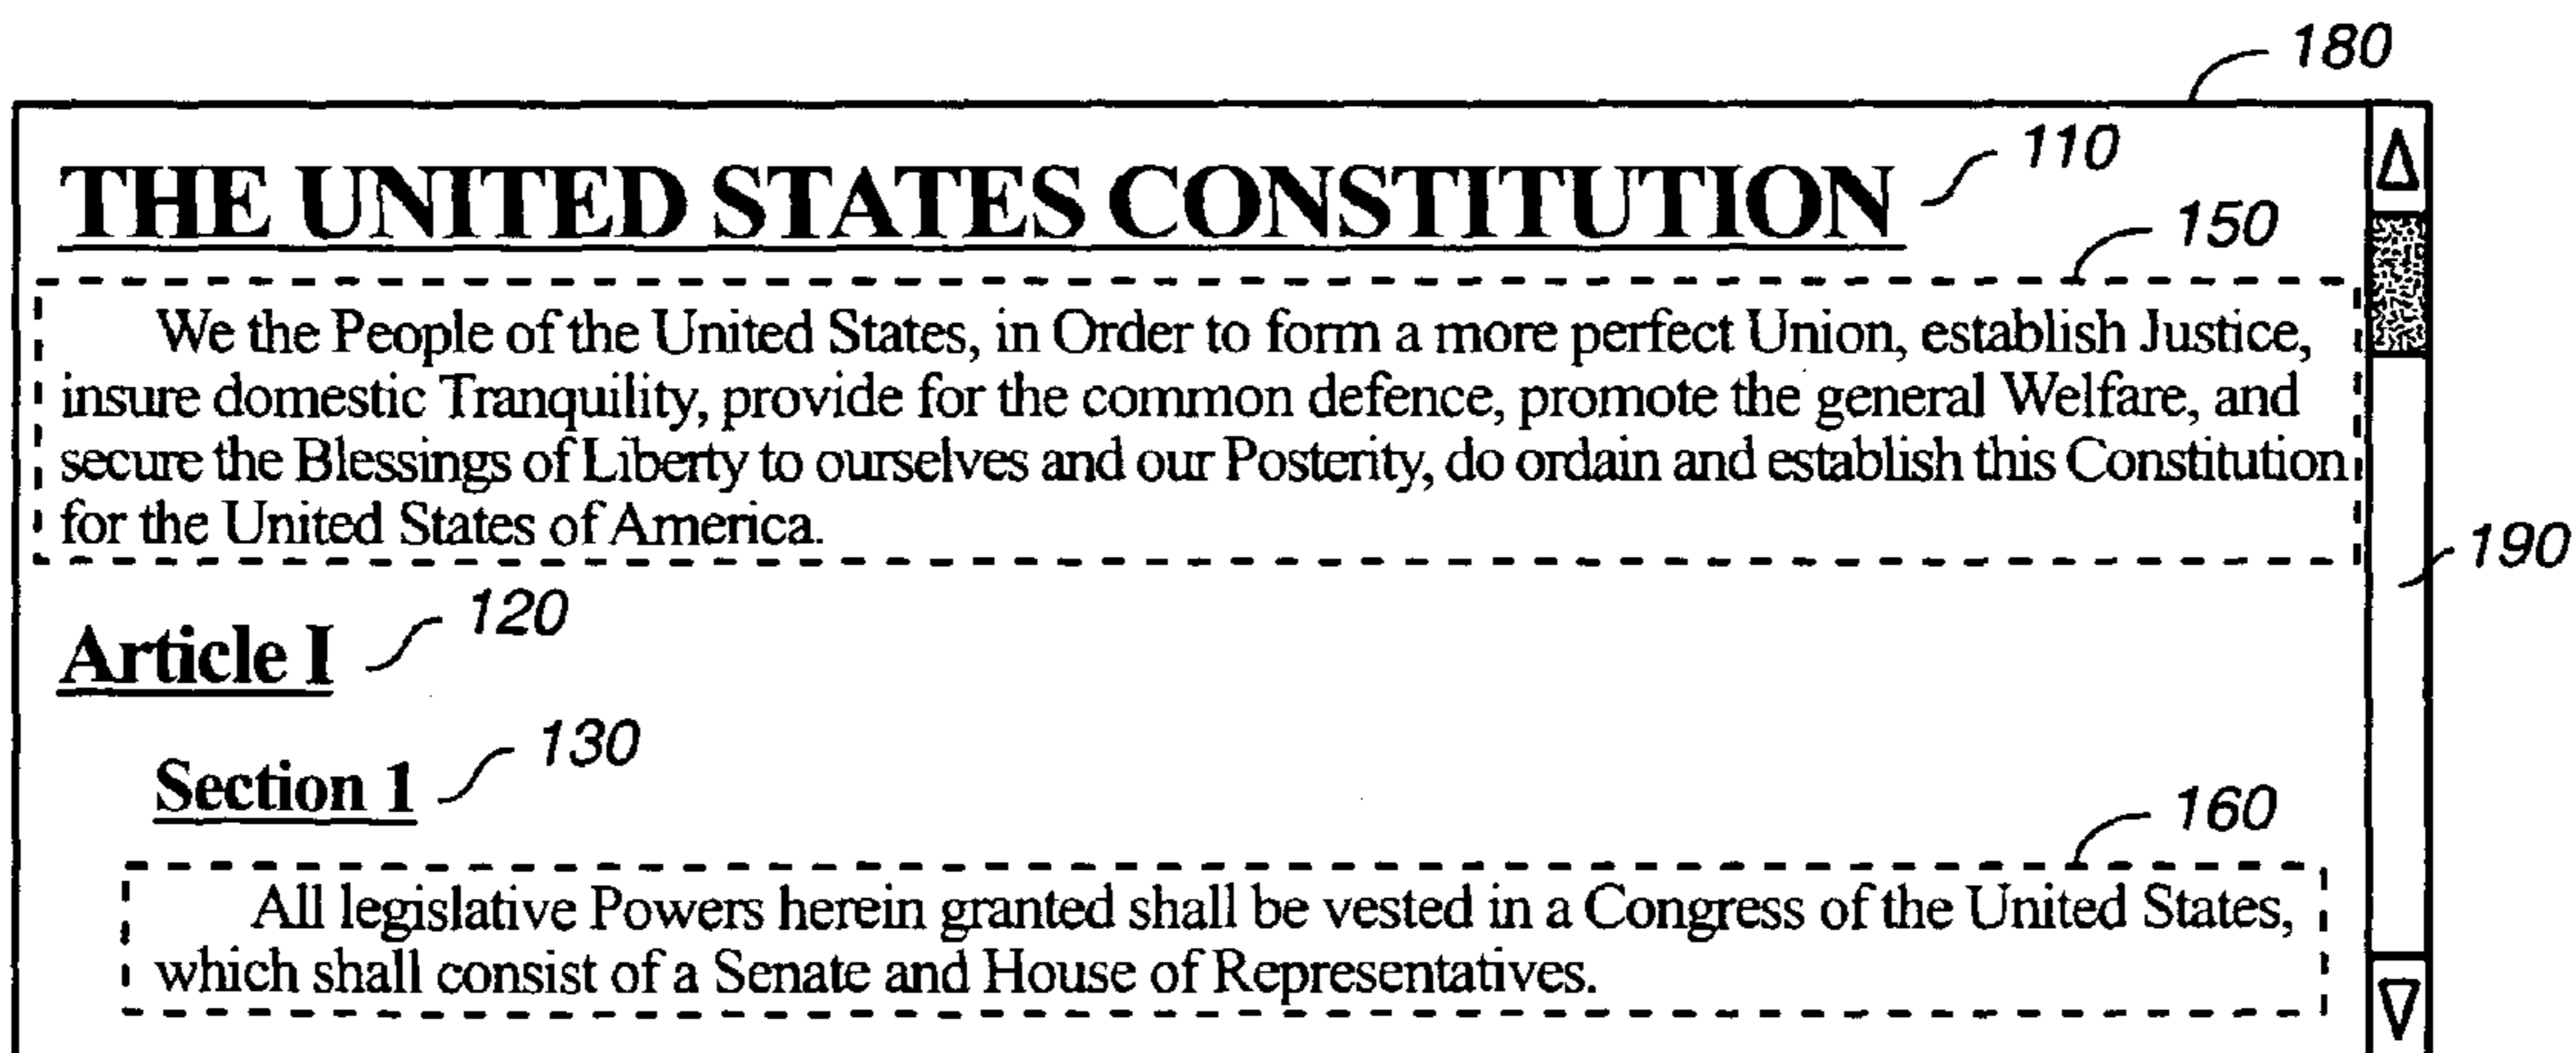 180
THE UNITED STATES CONSTITUTION 110
150
We the People of the United States, in Order to form a more perfect Union, establish Justice,
insure domestic Tranquility, provide for the common defence, promote the general Welfare, and
secure the Blessings of Liberty to ourselves and our Posterity, do ordain and establish this Constitution
for the United States of America.
190
Article I 120
Section 1 130
160
All legislative Powers herein granted shall be vested in a Congress of the United States,
which shall consist of a Senate and House of Representatives.